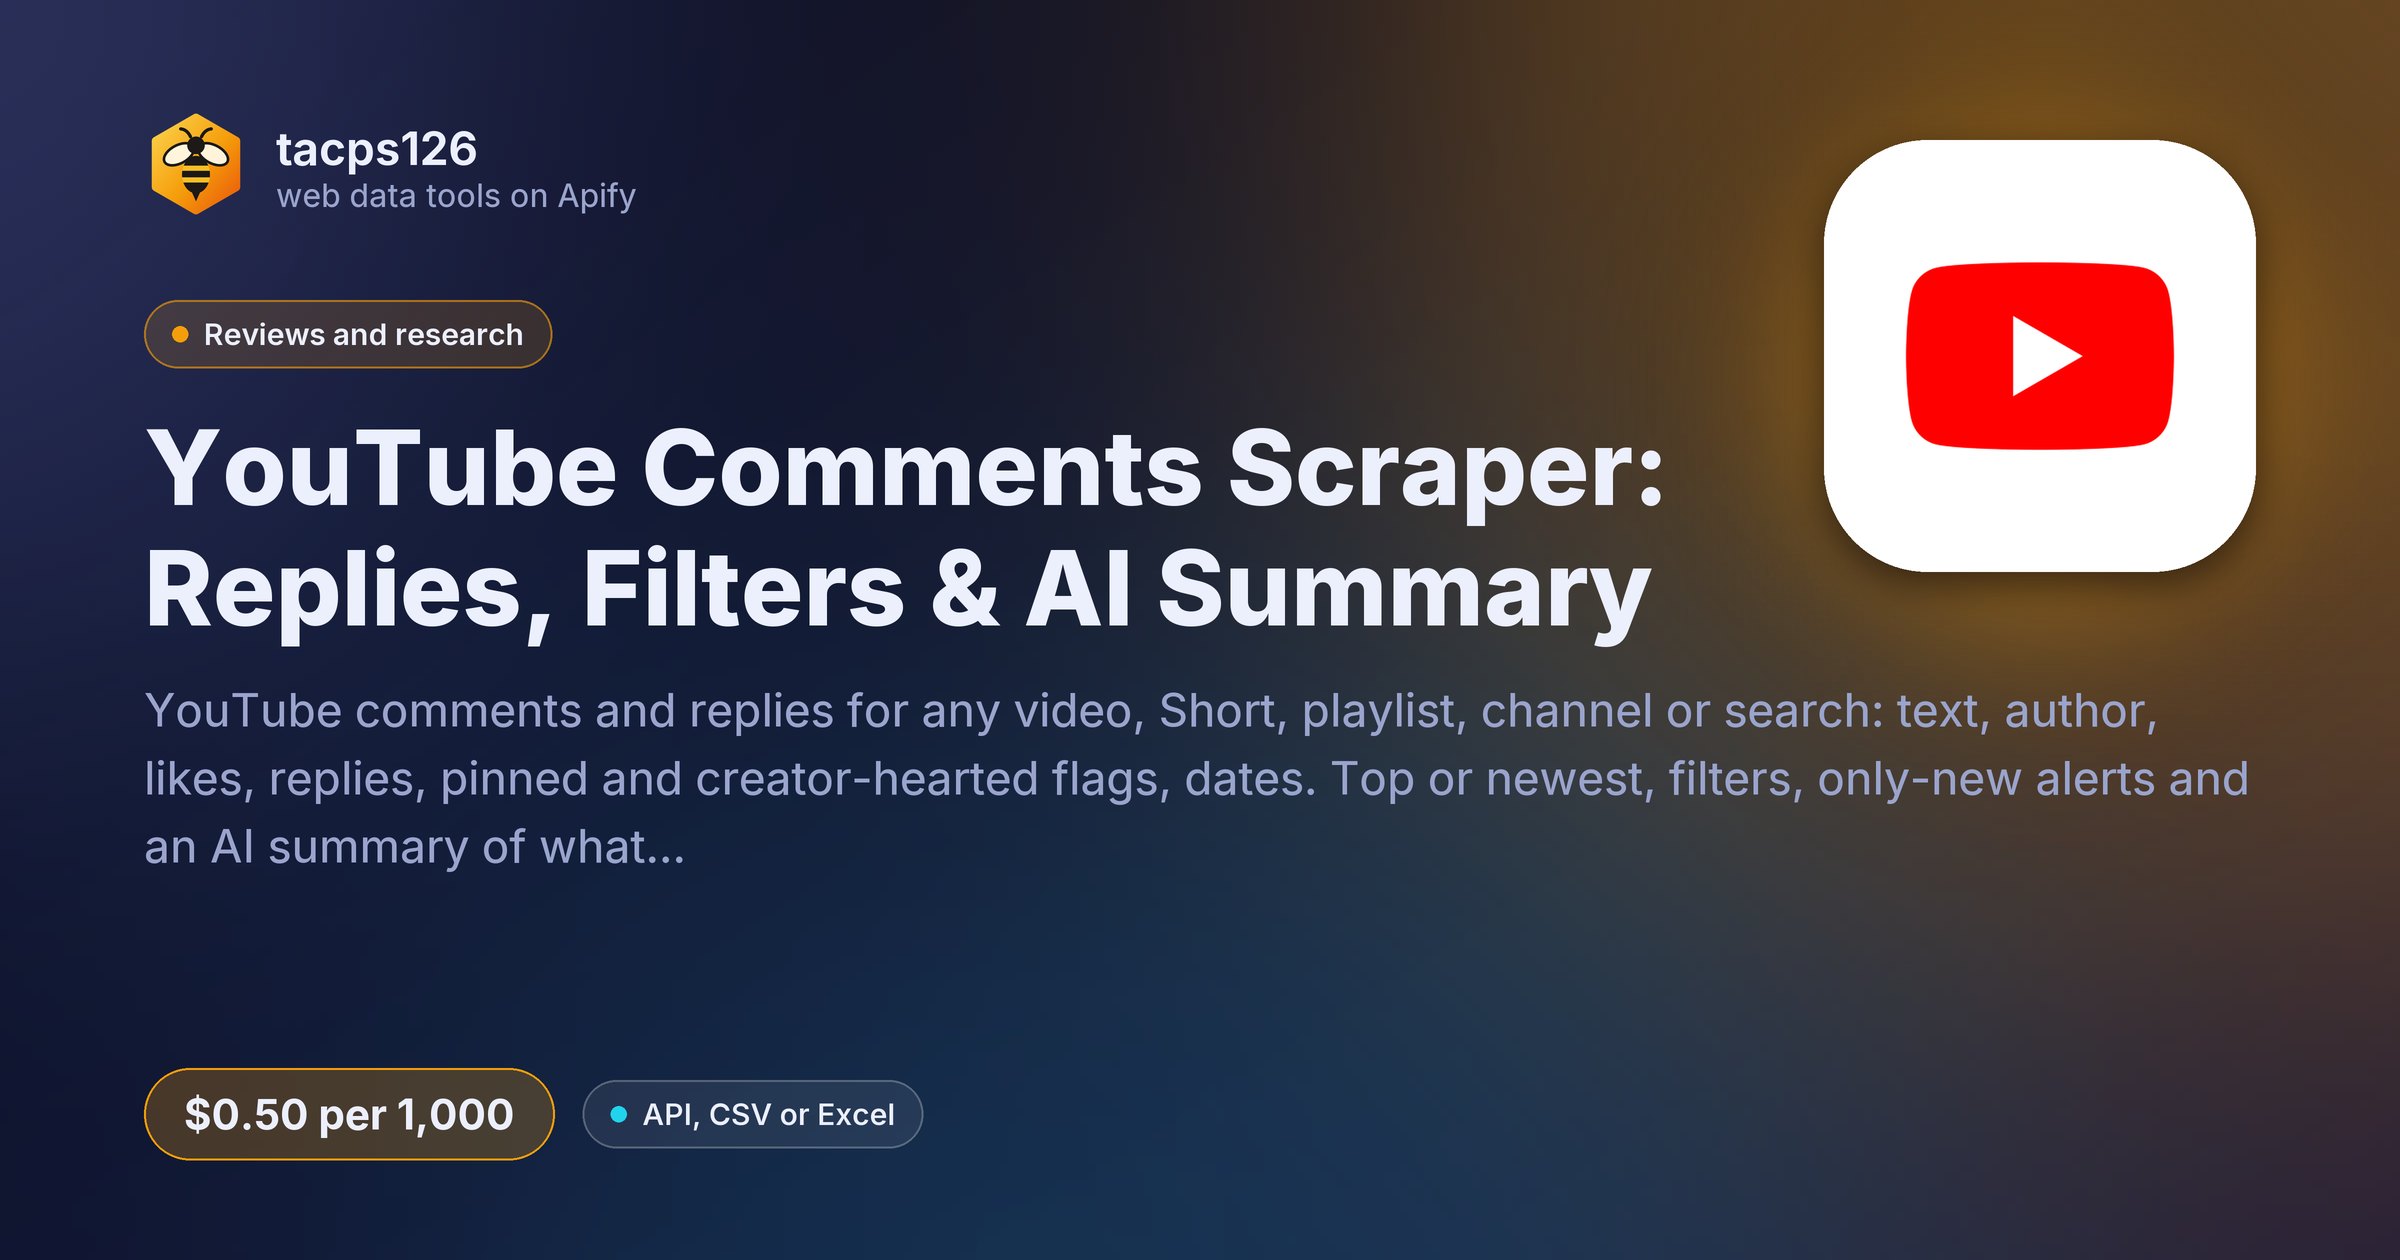 tacps126
web data tools on Apify
Reviews and research
YouTube Comments Scraper:
Replies, Filters & AI Summary
YouTube comments and replies for any video, Short, playlist, channel or search: text, author,
likes, replies, pinned and creator-hearted flags, dates. Top or newest, filters, only-new alerts and
an AI summary of what...
$0.50 per 1,000
API, CSV or Excel